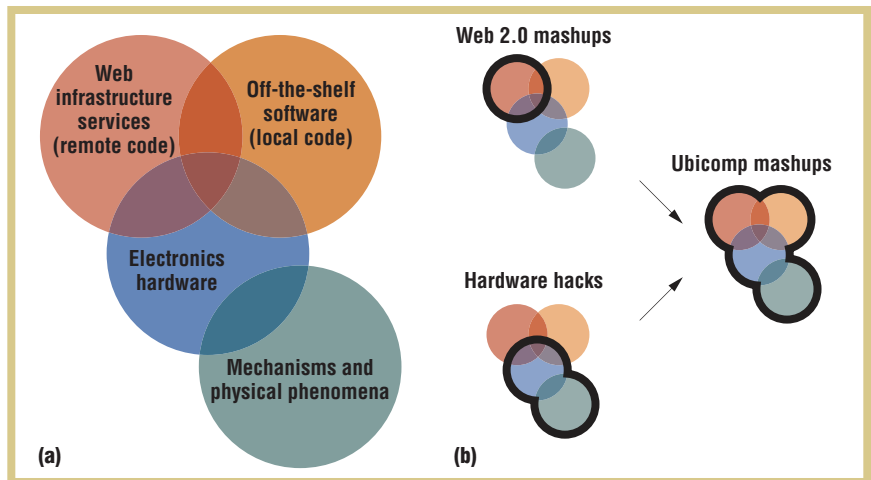 Web
infrastructure
services
(remote code)
Off-the-shelf
software
(local code)
Electronics
hardware
Mechanisms and
physical phenomena
(a)
Web 2.0 mashups
Ubicomp mashups
Hardware hacks
(b)